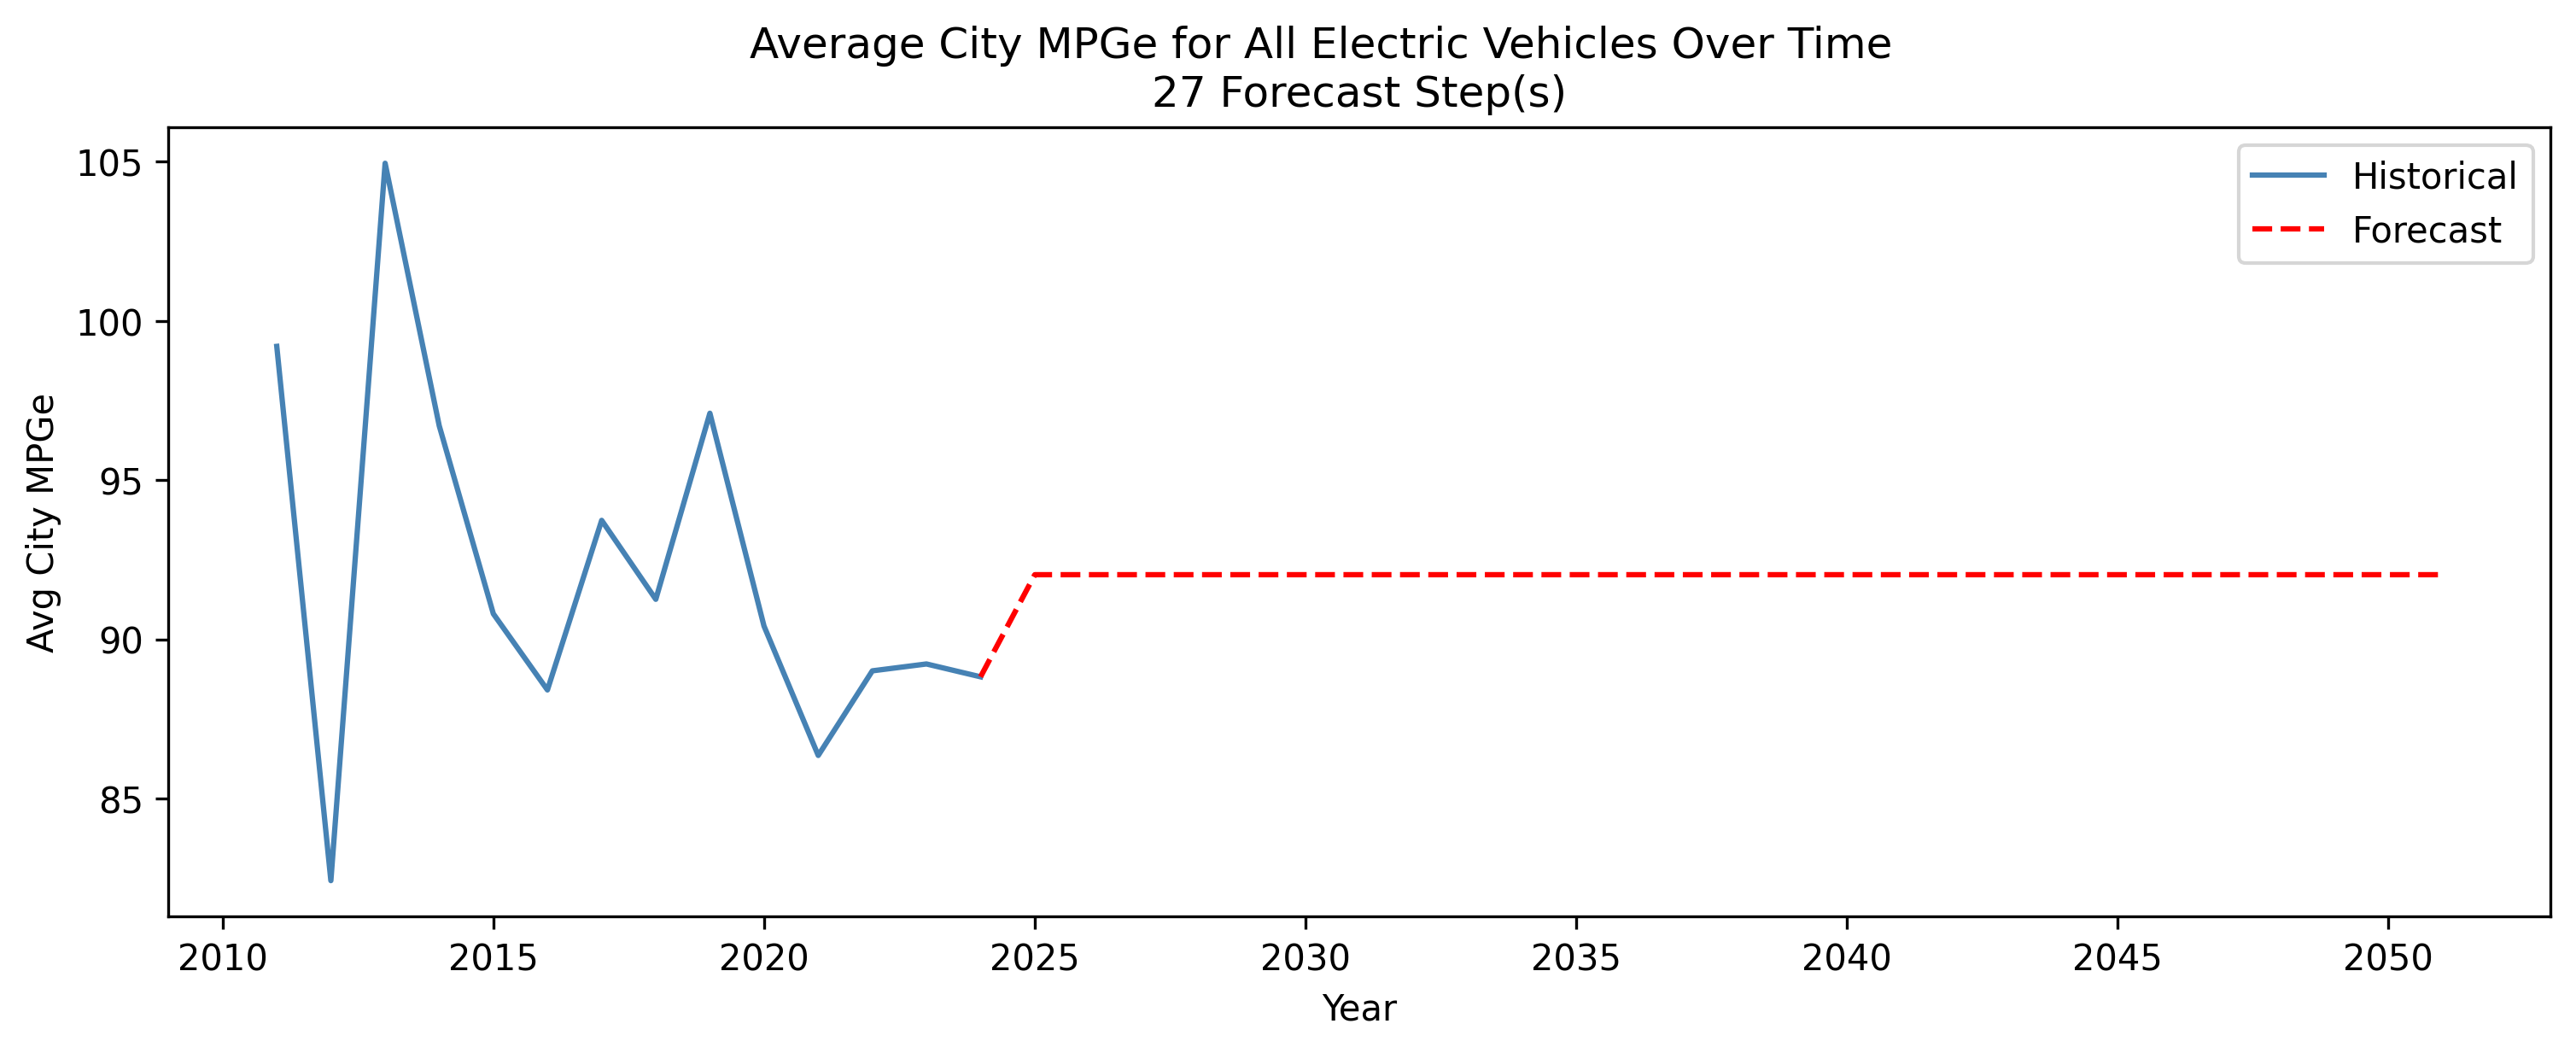 Average City MPGe for All Electric Vehicles Over Time
27 Forecast Step(s)
105
100
95
90
85
Avg City MPGe
Historical
Forecast
2010
2015
2020
2025
2030
2035
2040
2045
2050
Year